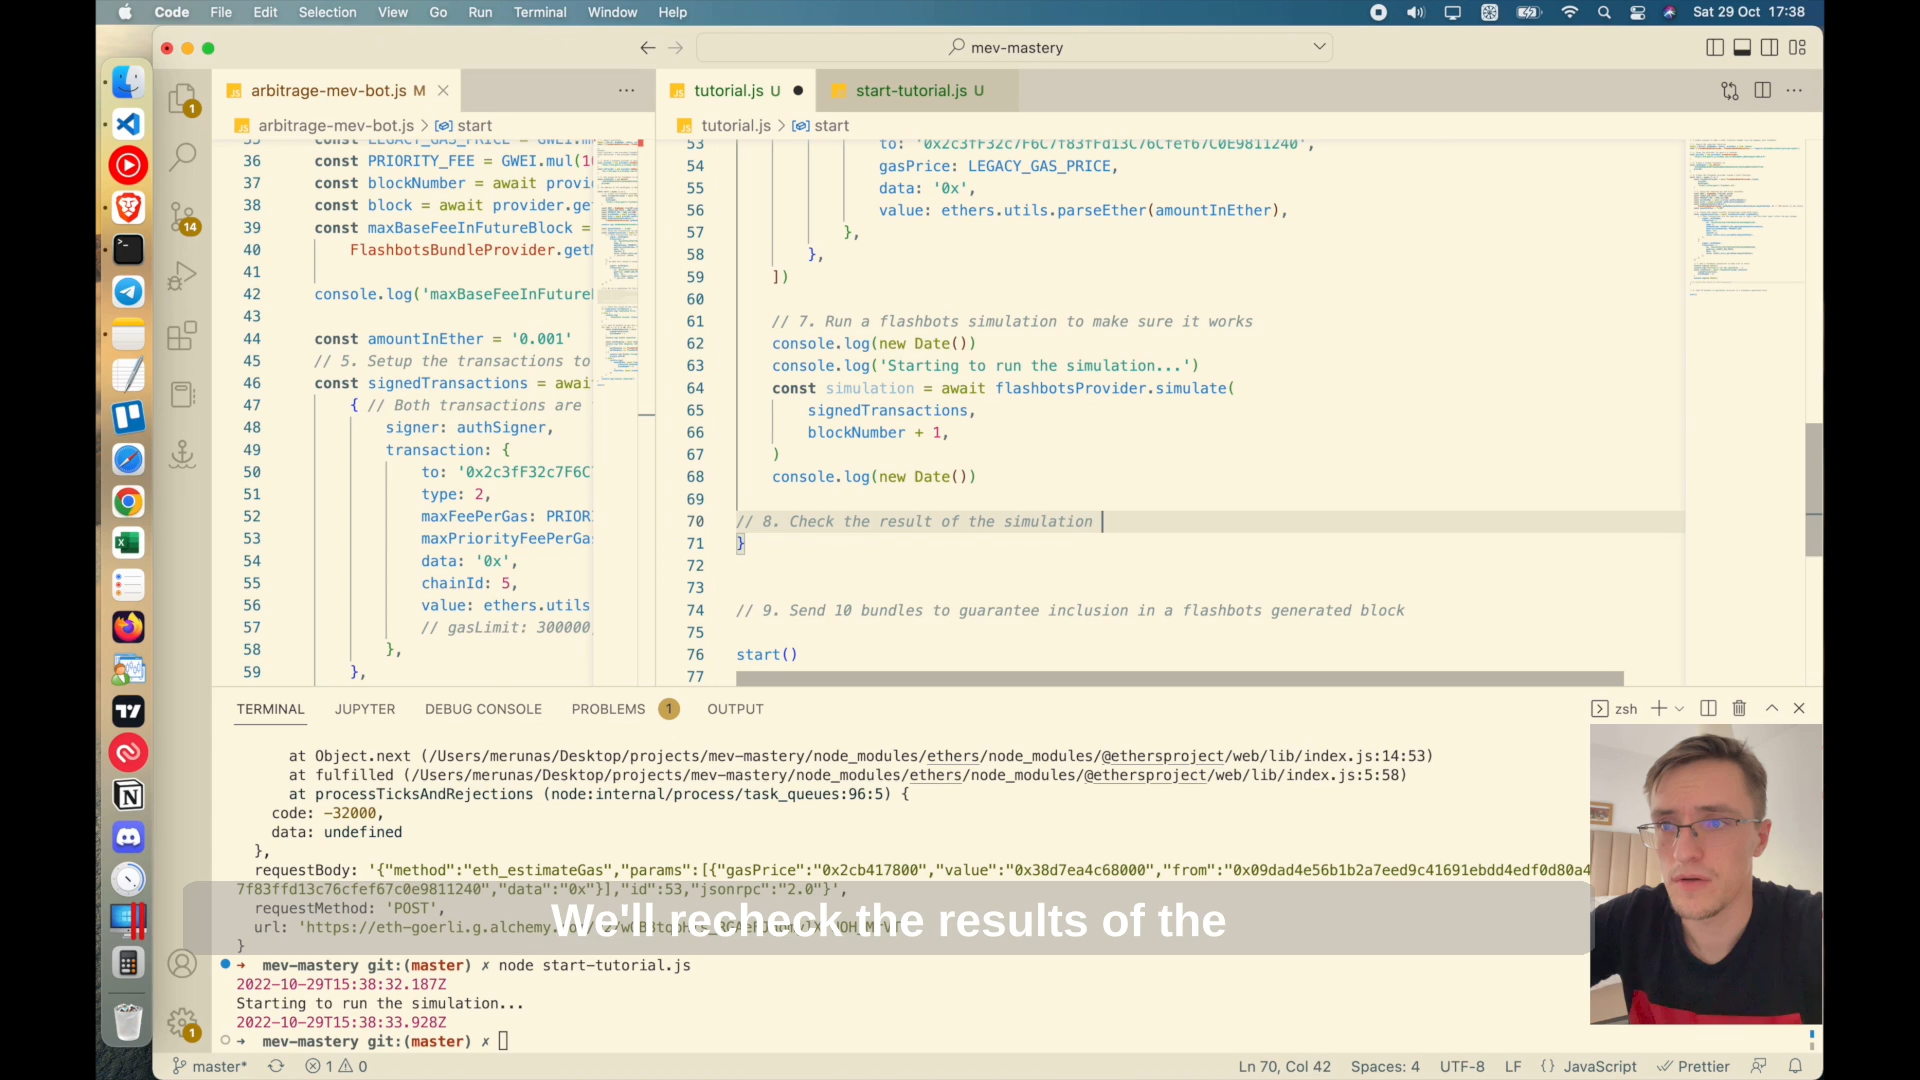 Code File Edit Selection View Go Run Terminal Window Help
Sat 29 Oct 17:38
mev-mastery
arbitrage-mev-bot.js M
tutorial.js U
start-tutorial.js U
arbitrage-mev-bot.js > start
36 const PRIORITY_FEE = GWEI.mul(1
37 const blockNumber = await provi
38 const block = await provider.ge
39 const maxBaseFeeInFutureBlock =
40 FlashbotsBundleProvider.get
41
42 console.log('maxBaseFeeInFuture
43
44 const amountInEther = '0.001'
45 // 5. Setup the transactions to
46 const signedTransactions = awai
47 { // Both transactions are
48 signer: authSigner,
49 transaction: {
50 to: '0x2c3fF32c7F6C
51 type: 2,
52 maxFeePerGas: PRIOR
53 maxPriorityFeePerGa
54 data: '0x',
55 chainId: 5,
56 value: ethers.utils
57 // gasLimit: 300000
58 },
59 },
tutorial.js > start
53 to: '0x2c3fF32c7F6C7f83fFd13C76Cfef67C0E9811240',
54 gasPrice: LEGACY_GAS_PRICE,
55 data: '0x',
56 value: ethers.utils.parseEther(amountInEther),
57 },
58 },
59 ])
60
61 // 7. Run a flashbots simulation to make sure it works
62 console.log(new Date())
63 console.log('Starting to run the simulation...')
64 const simulation = await flashbotsProvider.simulate(
65 signedTransactions,
66 blockNumber + 1,
67 )
68 console.log(new Date())
69
70 // 8. Check the result of the simulation
71 }
72
73
74 // 9. Send 10 bundles to guarantee inclusion in a flashbots generated block
75
76 start()
77
TERMINAL JUPYTER DEBUG CONSOLE PROBLEMS 1 OUTPUT
zsh
at Object.next (/Users/merunas/Desktop/projects/mev-mastery/node_modules/ethers/node_modules/@ethersproject/web/lib/index.js:14:53)
at fulfilled (/Users/merunas/Desktop/projects/mev-mastery/node_modules/ethers/node_modules/@ethersproject/web/lib/index.js:5:58)
at processTicksAndRejections (node:internal/process/task_queues:96:5) {
code: -32000,
data: undefined
},
requestBody: '{"method":"eth_estimateGas","params":[{"gasPrice":"0x2cb417800","value":"0x38d7ea4c68000","from":"0x09dad4e56b1b2a7eed9c41691ebdd4edf0d80a4
7f83ffd13c76cfef67c0e9811240","data":"0x"}],"id":53,"jsonrpc":"2.0"}',
requestMethod: 'POST',
url: 'https://eth-goerli.g.alchemy.
}
We'll recheck the results of the
→ mev-mastery git:(master) ✗ node start-tutorial.js
2022-10-29T15:38:32.187Z
Starting to run the simulation...
2022-10-29T15:38:33.928Z
→ mev-mastery git:(master) ✗
master* 1 0
Ln 70, Col 42 Spaces: 4 UTF-8 LF {} JavaScript Prettier